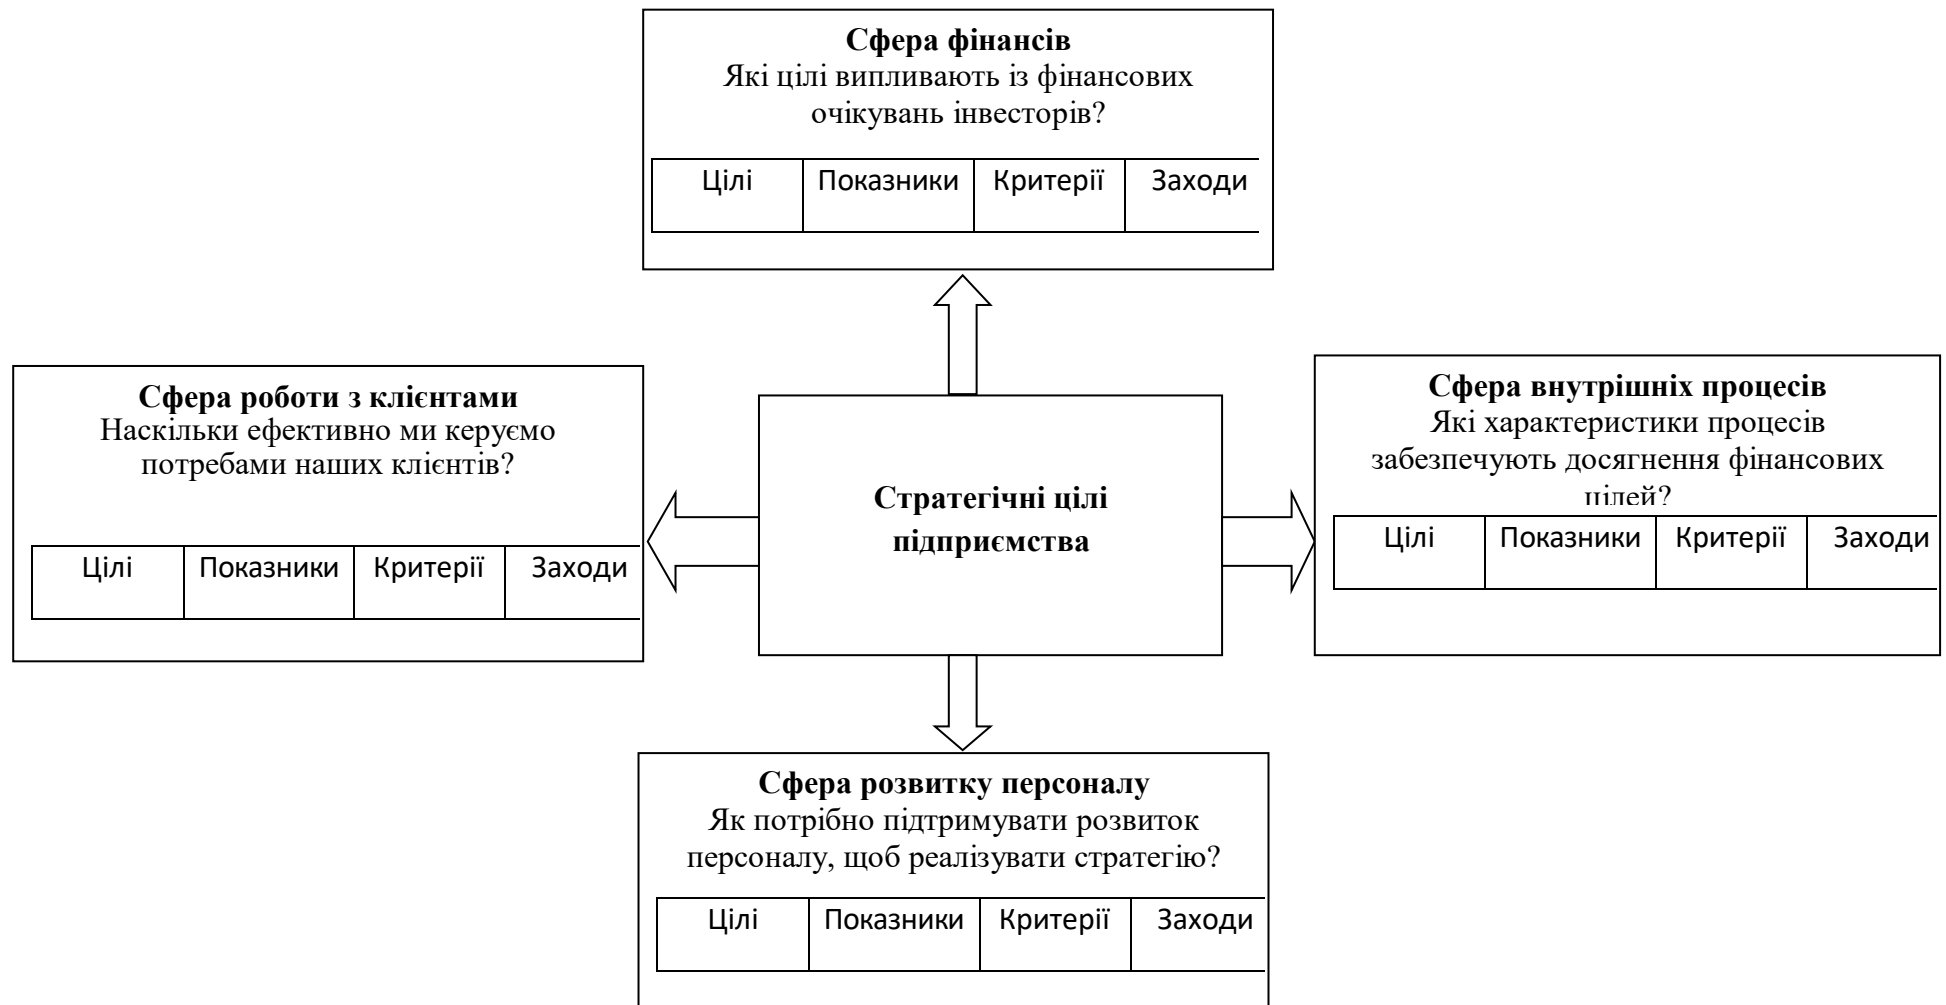 Сфера фінансів
Які цілі випливають із фінансових
очікувань інвесторів?
Цілі Показники Критерії Заходи
Сфера роботи з клієнтами
Наскільки ефективно ми керуємо
потребами наших клієнтів?
Цілі Показники Критерії Заходи
Стратегічні цілі
підприємства
Сфера внутрішніх процесів
Які характеристики процесів
забезпечують досягнення фінансових
цілей?
Цілі Показники Критерії Заходи
Сфера розвитку персоналу
Як потрібно підтримувати розвиток
персоналу, щоб реалізувати стратегію?
Цілі Показники Критерії Заходи